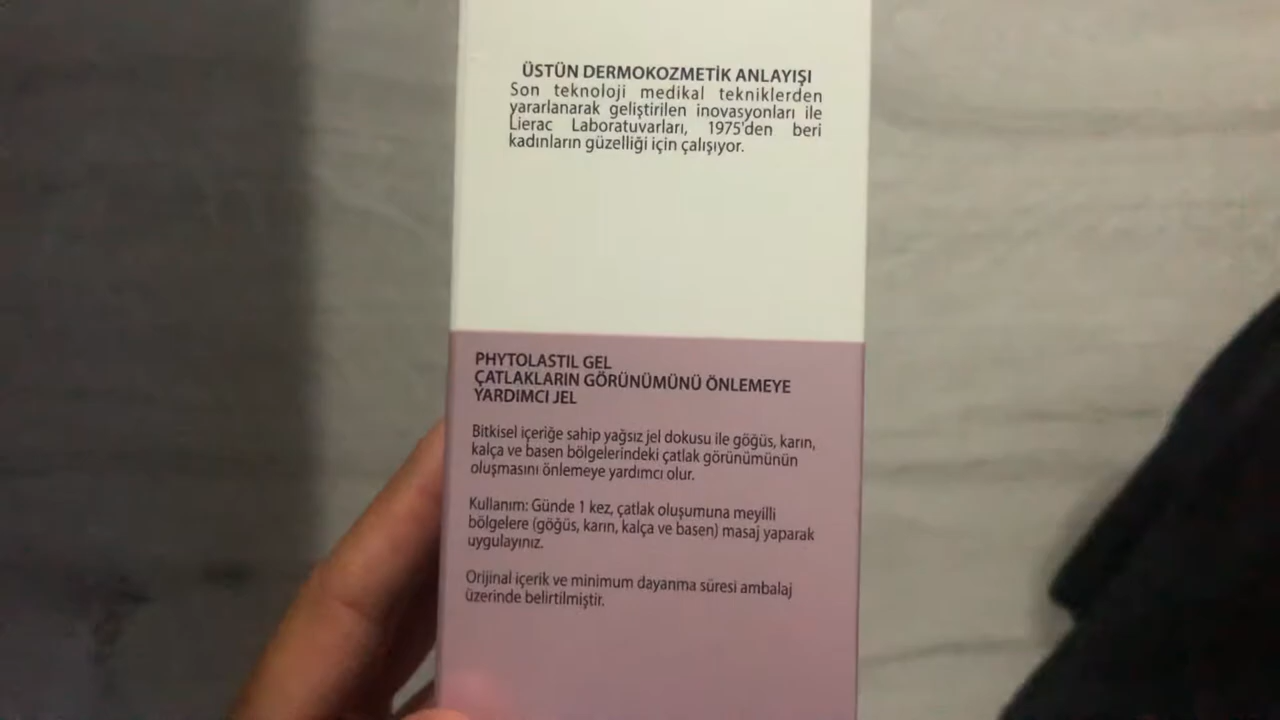 ÜSTÜN DERMOKOZMETİK ANLAYIŞI
Son teknoloji medikal tekniklerden
yararlanarak geliştirilen inovasyonları ile
Lierac Laboratuvarları, 1975'den beri
kadınların güzelliği için çalışıyor.
PHYTOLASTIL GEL
ÇATLAKLARIN GÖRÜNÜMÜNÜ ÖNLEMEYE
YARDIMCI JEL
Bitkisel içeriğe sahip yağsız jel dokusu ile göğüs, karın,
kalça ve basen bölgelerindeki çatlak görünümünün
oluşmasını önlemeye yardımcı olur.
Kullanım: Günde 1 kez, çatlak oluşumuna meyilli
bölgelere (göğüs, karın, kalça ve basen) masaj yaparak
uygulayınız.
Orijinal içerik ve minimum dayanma süresi ambalaj
üzerinde belirtilmiştir.